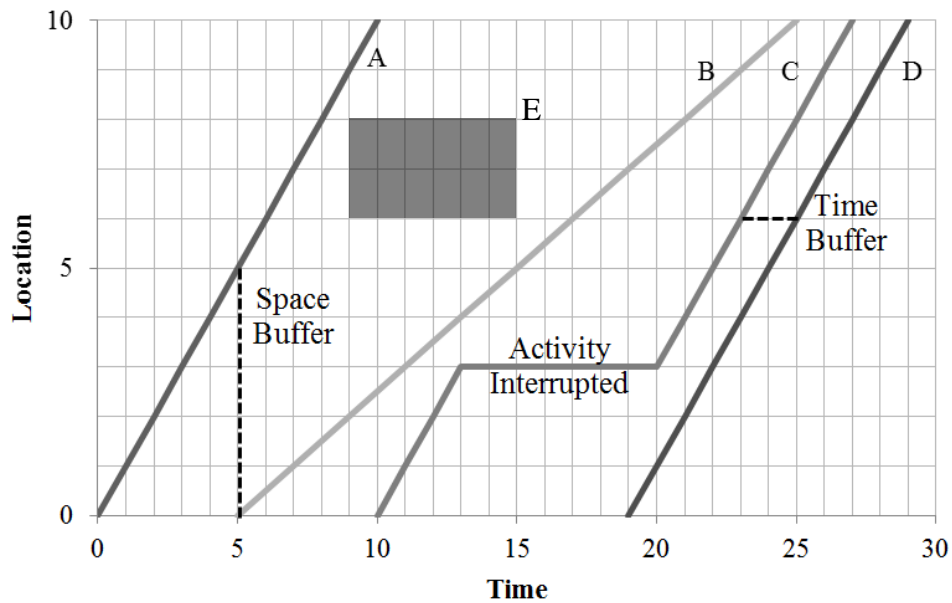 10
A
B
C
D
E
Time
Buffer
5
Space
Buffer
Activity
Interrupted
Location
0
0
5
10
15
20
25
30
Time